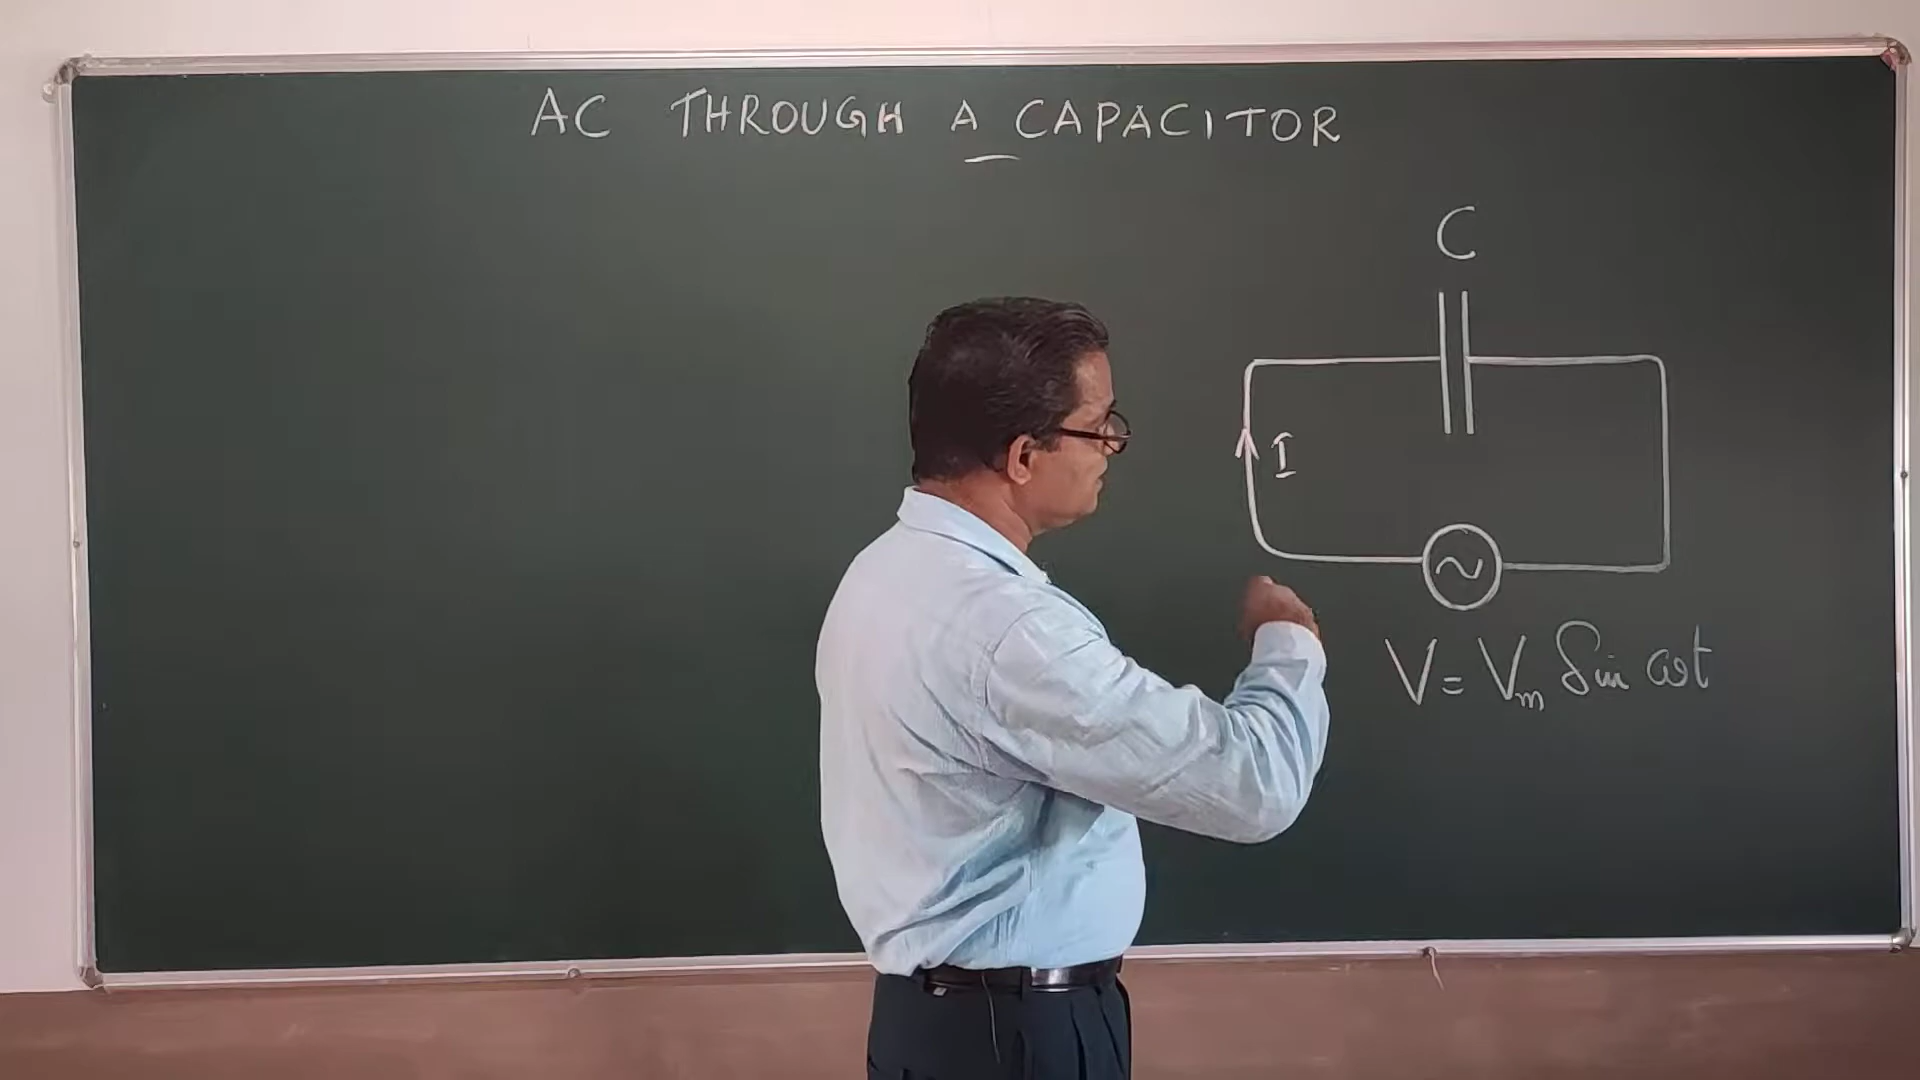 AC THROUGH A CAPACITOR
C
I
~
V = Vm Sin ωt